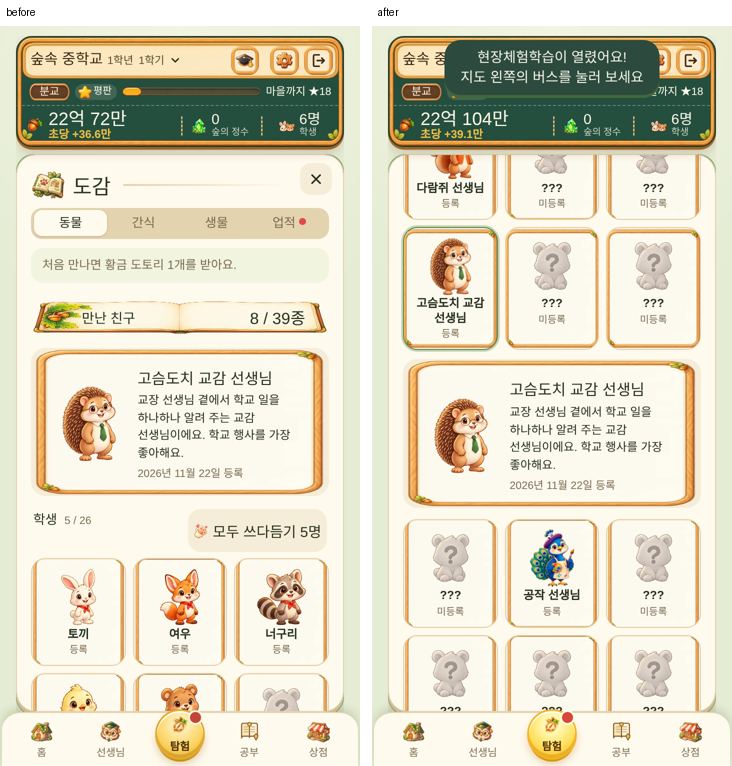 before
숲속 중학교 1학년 1학기
분교 평판 마을까지 ★18
22억 72만
초당 +36.6만
0
숲의 정수
6명
학생
도감
×
동물 간식 생물 업적
처음 만나면 황금 도토리 1개를 받아요.
만난 친구 8 / 39종
고슴도치 교감 선생님
교장 선생님 곁에서 학교 일을
하나하나 알려 주는 교감
선생님이에요. 학교 행사를 가장
좋아해요.
2026년 11월 22일 등록
학생 5 / 26
모두 쓰다듬기 5명
토끼 여우 너구리
등록 등록 등록
홈 선생님 탐험 공부 상점
after
숲속 중
현장체험학습이 열렸어요!
지도 왼쪽의 버스를 눌러 보세요
분교 마을까지 ★18
22억 104만
초당 +39.1만
0
숲의 정수
6명
학생
다람쥐 선생님 ??? ???
등록 미등록 미등록
고슴도치 교감
선생님
등록
??? ???
미등록 미등록
고슴도치 교감 선생님
교장 선생님 곁에서 학교 일을
하나하나 알려 주는 교감
선생님이에요. 학교 행사를 가장
좋아해요.
2026년 11월 22일 등록
??? 공작 선생님 ???
미등록 등록 미등록
??? ??? ???
홈 선생님 탐험 공부 상점